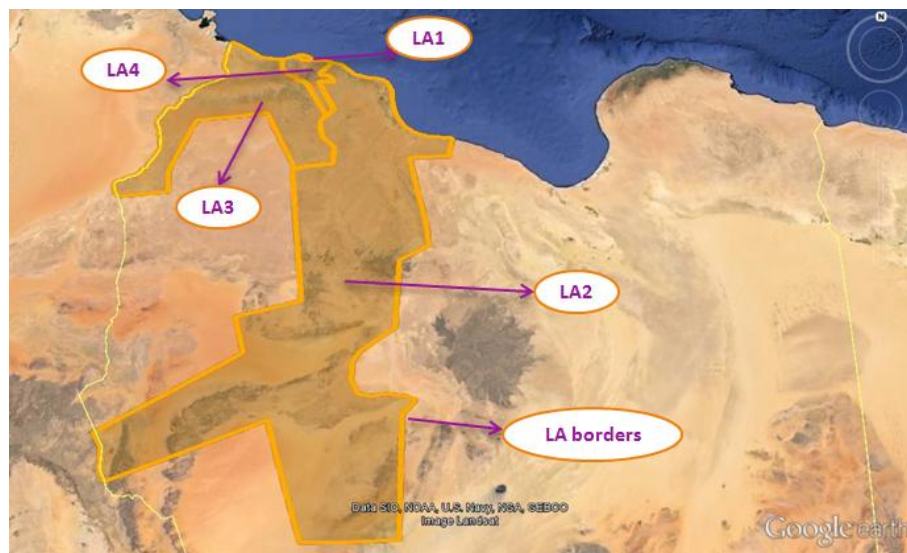 N
LA1
LA4
LA3
LA2
LA borders
Data SIO, NOAA, U.S. Navy, NGA, GEBCO
Image Landsat
Google earth